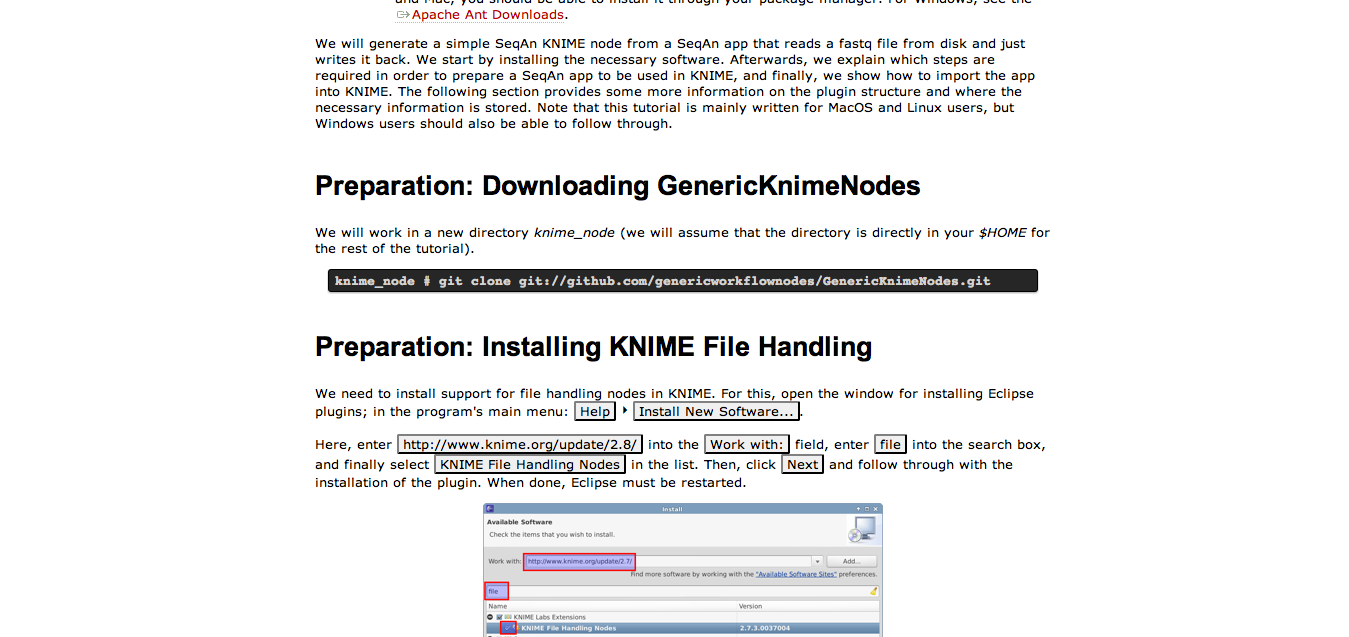 and Mac, you should be able to install it through your package manager. For Windows, see the
Apache Ant Downloads.
We will generate a simple SeqAn KNIME node from a SeqAn app that reads a fastq file from disk and just
writes it back. We start by installing the necessary software. Afterwards, we explain which steps are
required in order to prepare a SeqAn app to be used in KNIME, and finally, we show how to import the app
into KNIME. The following section provides some more information on the plugin structure and where the
necessary information is stored. Note that this tutorial is mainly written for MacOS and Linux users, but
Windows users should also be able to follow through.
Preparation: Downloading GenericKnimeNodes
We will work in a new directory knime_node (we will assume that the directory is directly in your $HOME for
the rest of the tutorial).
knime_node # git clone git://github.com/genericworkflownodes/GenericKnimeNodes.git
Preparation: Installing KNIME File Handling
We need to install support for file handling nodes in KNIME. For this, open the window for installing Eclipse
plugins; in the program's main menu: Help ‣ Install New Software... .
Here, enter http://www.knime.org/update/2.8/ into the Work with: field, enter file into the search box,
and finally select KNIME File Handling Nodes in the list. Then, click Next and follow through with the
installation of the plugin. When done, Eclipse must be restarted.
Install
Available Software
Check the items that you wish to install.
Work with: http://www.knime.org/update/2.7/ Add...
Find more software by working with the "Available Software Sites" preferences.
file
Name Version
KNIME Labs Extensions
KNIME File Handling Nodes 2.7.3.0037004